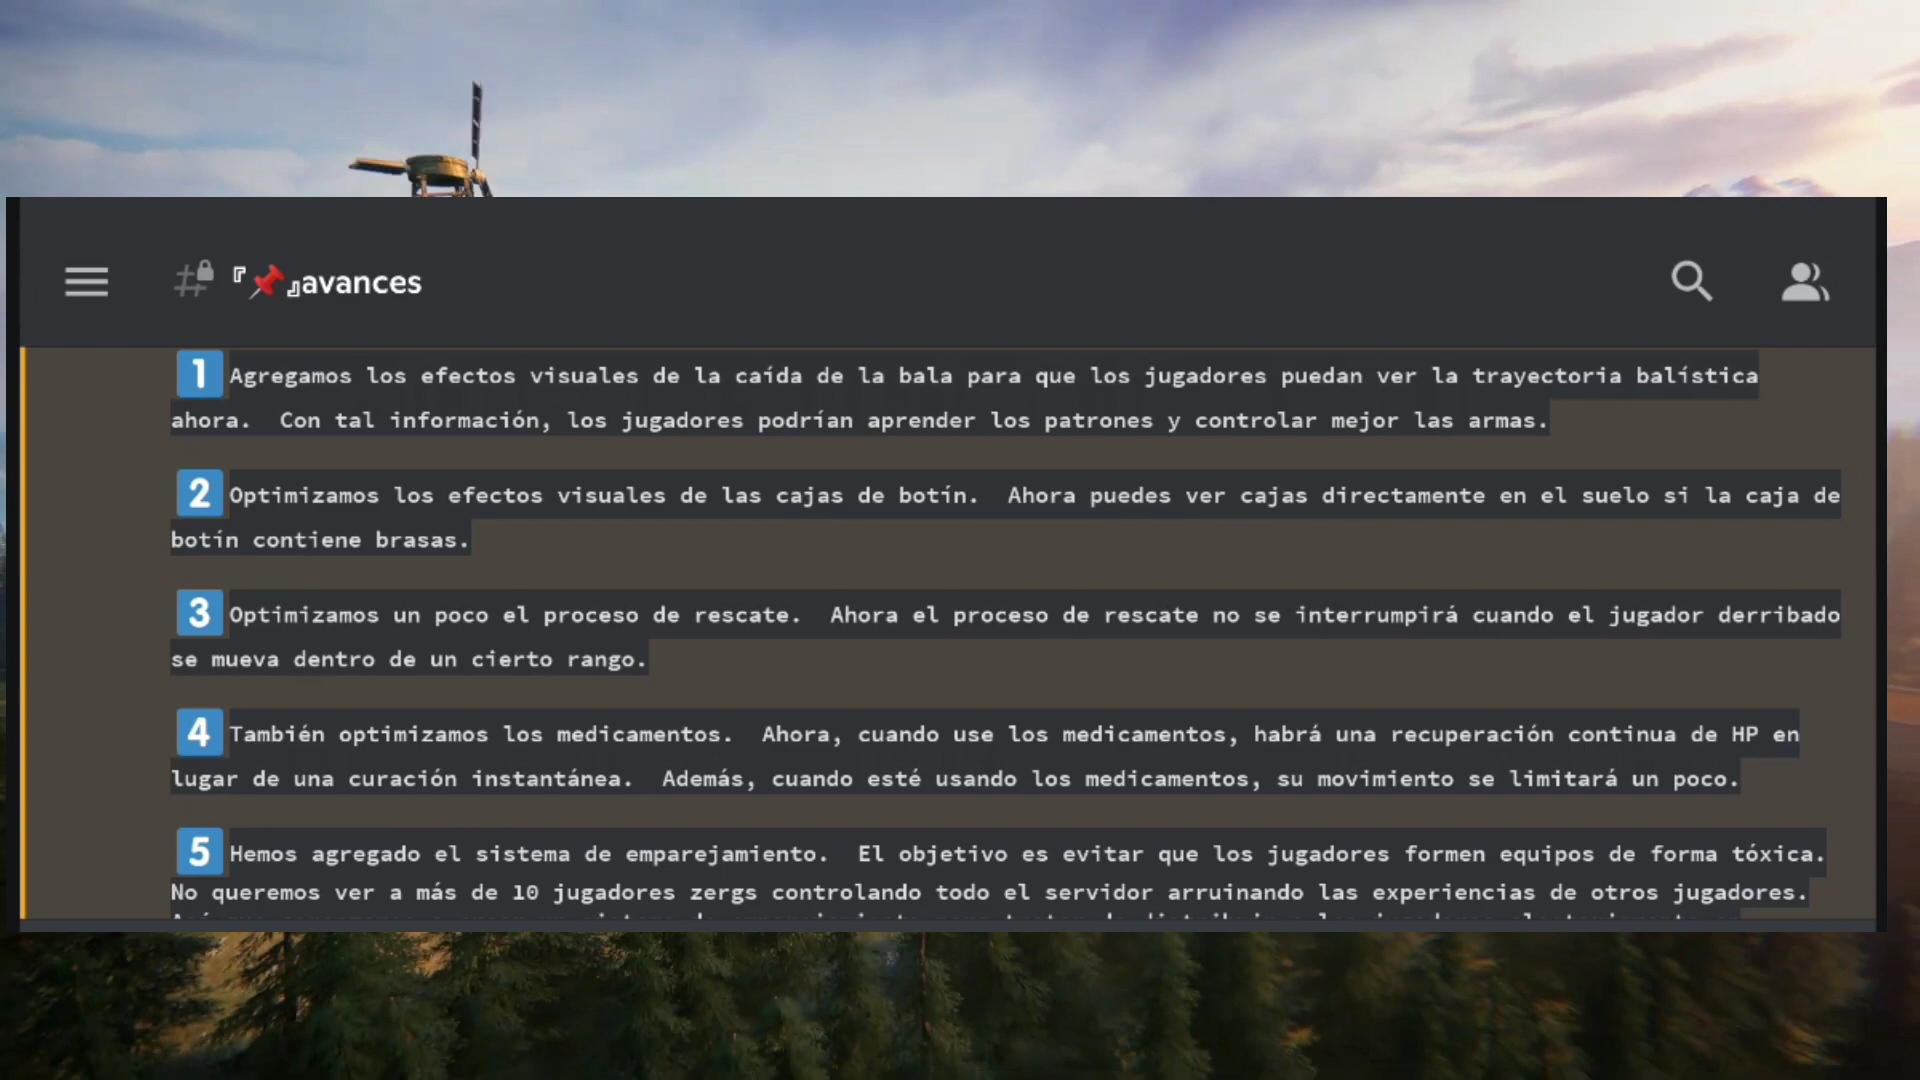 『📌』avances
1 Agregamos los efectos visuales de la caída de la bala para que los jugadores puedan ver la trayectoria balística
ahora. Con tal información, los jugadores podrían aprender los patrones y controlar mejor las armas.
2 Optimizamos los efectos visuales de las cajas de botín. Ahora puedes ver cajas directamente en el suelo si la caja de
botín contiene brasas.
3 Optimizamos un poco el proceso de rescate. Ahora el proceso de rescate no se interrumpirá cuando el jugador derribado
se mueva dentro de un cierto rango.
4 También optimizamos los medicamentos. Ahora, cuando use los medicamentos, habrá una recuperación continua de HP en
lugar de una curación instantánea. Además, cuando esté usando los medicamentos, su movimiento se limitará un poco.
5 Hemos agregado el sistema de emparejamiento. El objetivo es evitar que los jugadores formen equipos de forma tóxica.
No queremos ver a más de 10 jugadores zergs controlando todo el servidor arruinando las experiencias de otros jugadores.